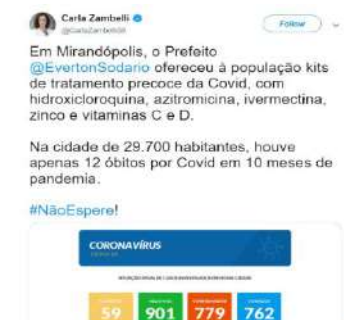 Carla Zambelli
Follow
Em Mirandópolis, o Prefeito
@EvertonSodario ofereceu à população kits
de tratamento precoce da Covid, com
hidroxicloroquina, azitromicina, ivermectina,
zinco e vitaminas C e D.
Na cidade de 29.700 habitantes, houve
apenas 12 óbitos por Covid em 10 meses de
pandemia.
#NãoEspere!
CORONAVÍRUS
59 901 779 762